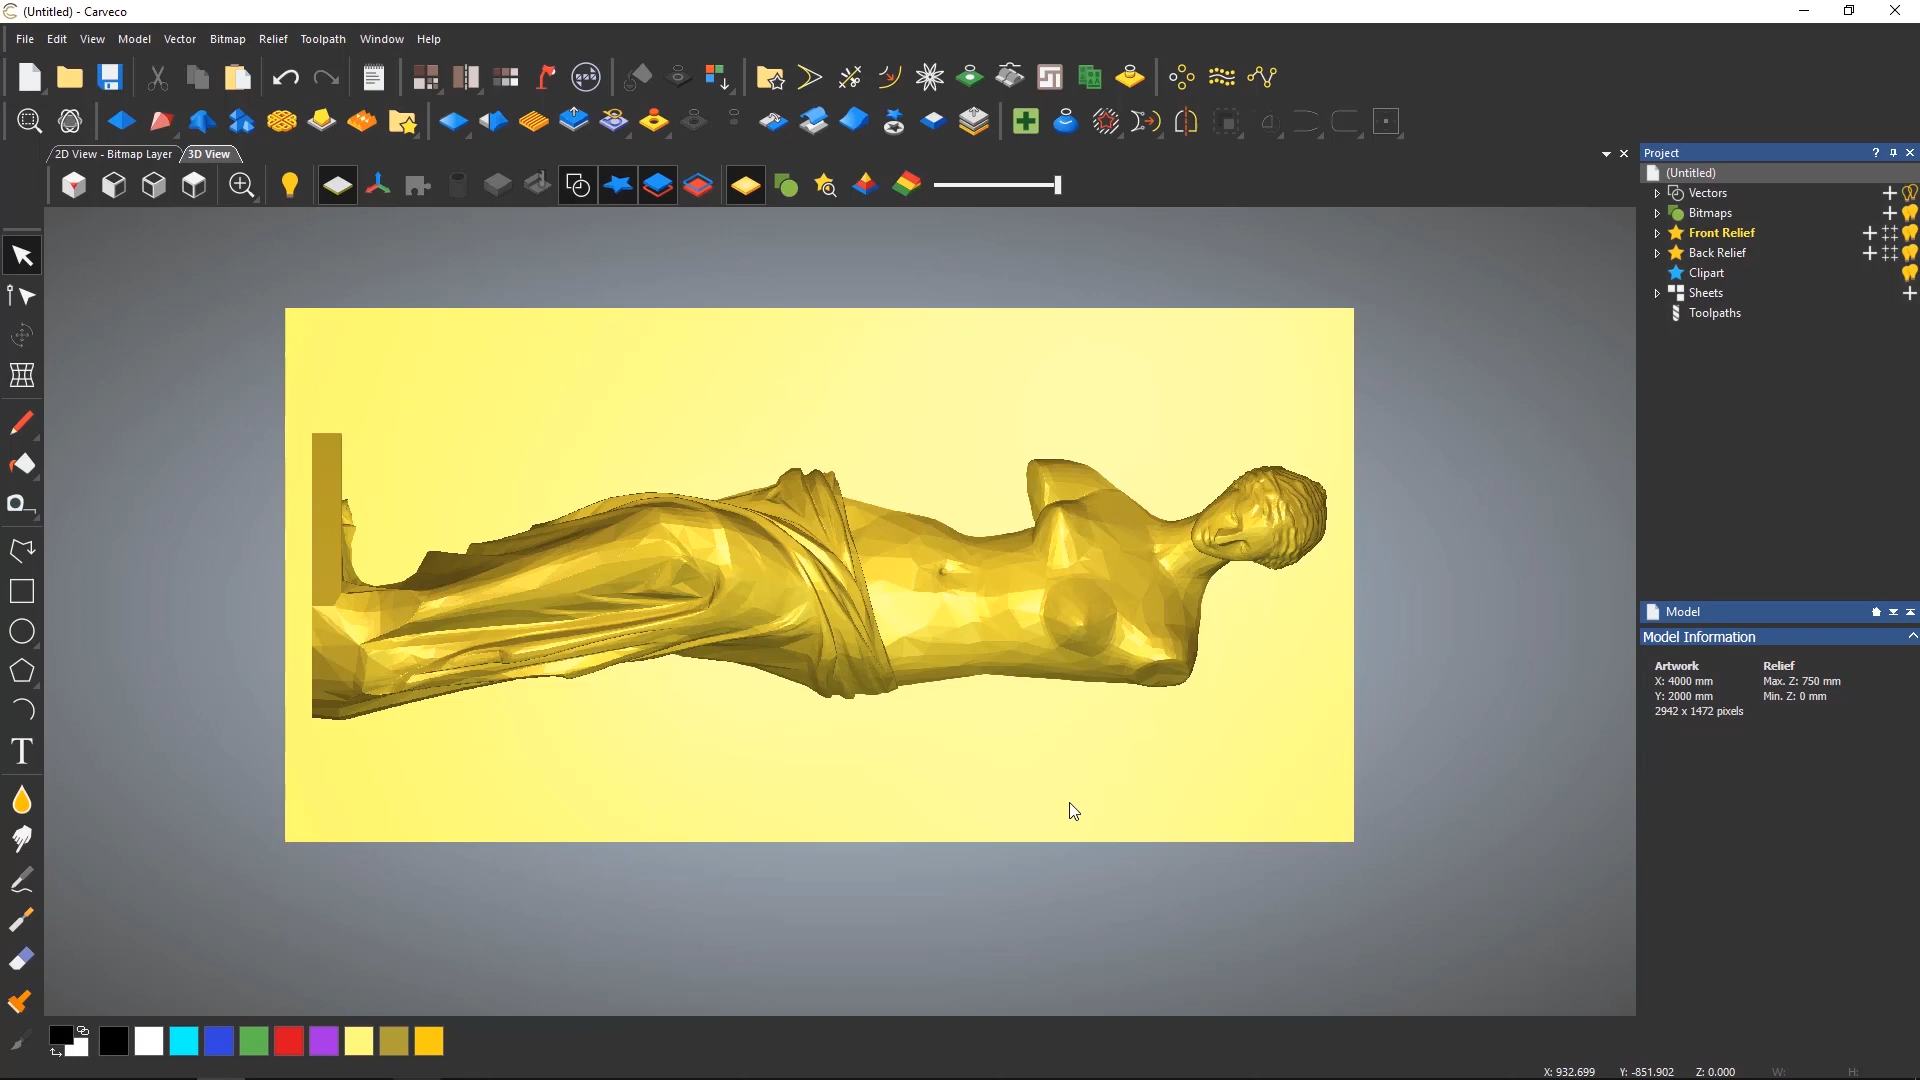 (Untitled) - Carveco
File Edit View Model Vector Bitmap Relief Toolpath Window Help
2D View - Bitmap Layer 3D View
Project
(Untitled)
Vectors
Bitmaps
Front Relief
Back Relief
Clipart
Sheets
Toolpaths
Model
Model Information
Artwork Relief
X: 4000 mm Max. Z: 750 mm
Y: 2000 mm Min. Z: 0 mm
2942 x 1472 pixels
T
X: 932.699 Y: -851.902 Z: 0.000 W: H: